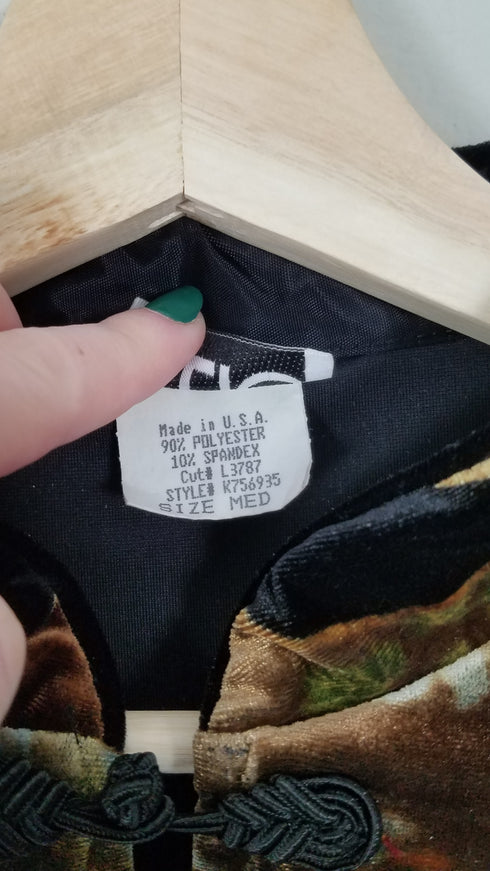 Made in U.S.A.
90% POLYESTER
10% SPANDEX
Cut# L3787
STYLE# K756935
SIZE MED